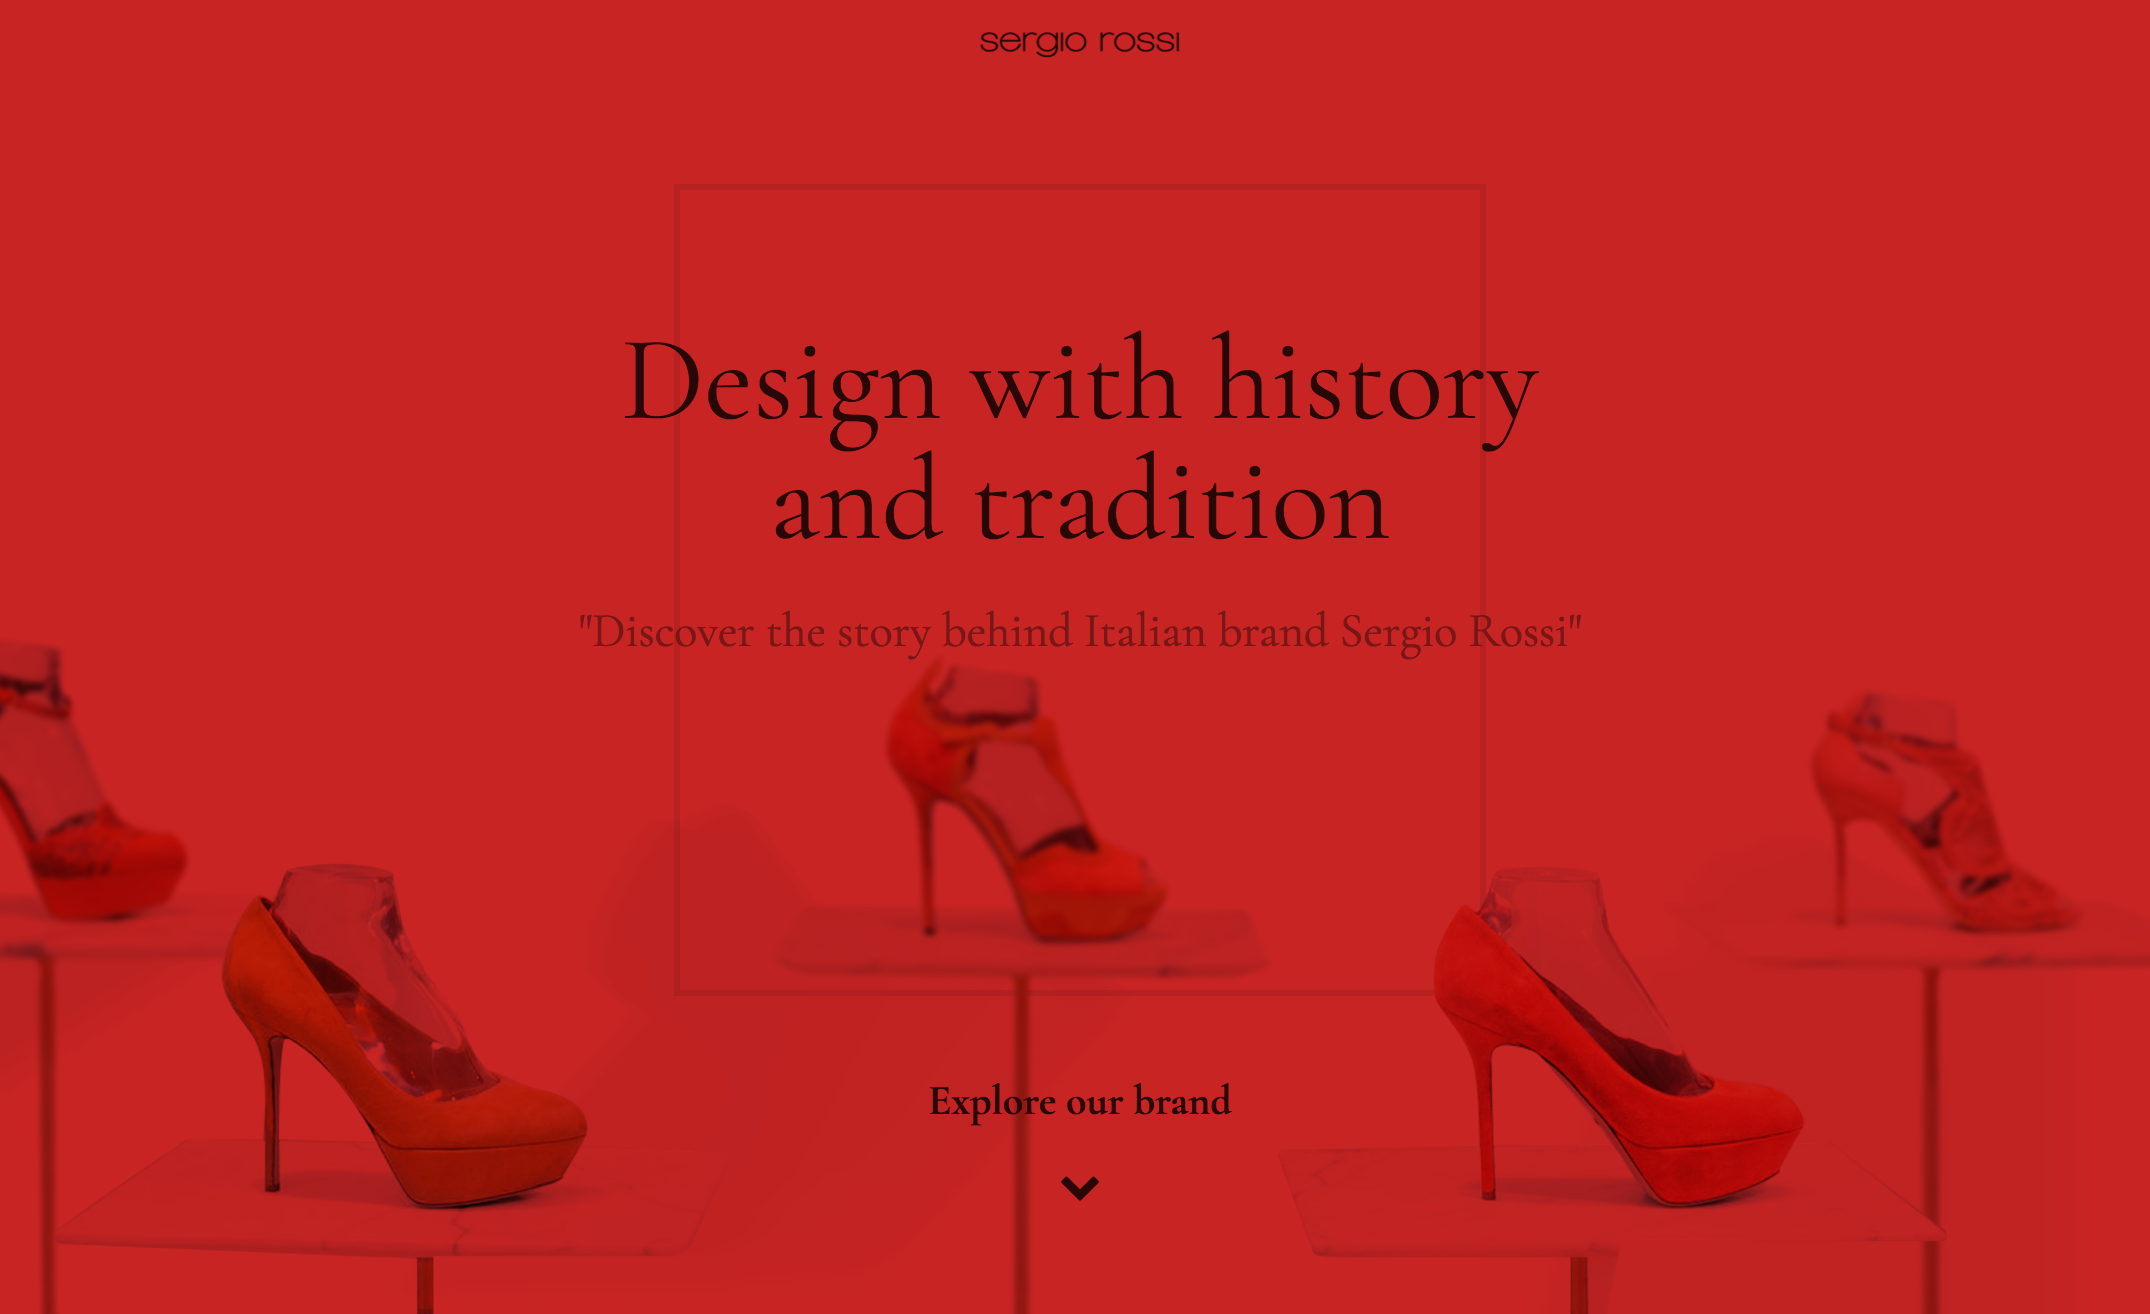 sergio rossi
Design with history
and tradition
"Discover the story behind Italian brand Sergio Rossi"
Explore our brand